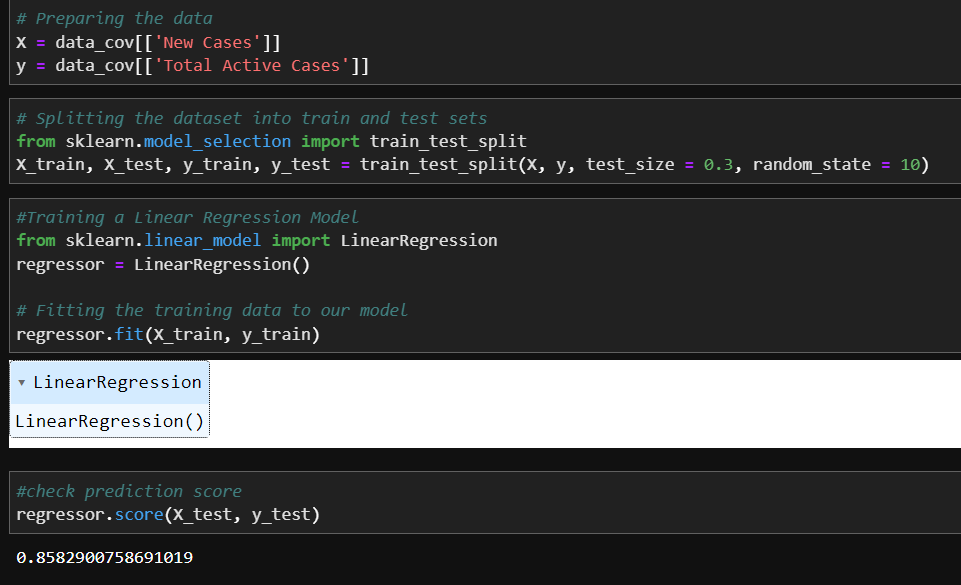 # Preparing the data
X = data_cov[['New Cases']]
y = data_cov[['Total Active Cases']]
# Splitting the dataset into train and test sets
from sklearn.model_selection import train_test_split
X_train, X_test, y_train, y_test = train_test_split(X, y, test_size = 0.3, random_state = 10)
#Training a Linear Regression Model
from sklearn.linear_model import LinearRegression
regressor = LinearRegression()
# Fitting the training data to our model
regressor.fit(X_train, y_train)
▾ LinearRegression
LinearRegression()
#check prediction score
regressor.score(X_test, y_test)
0.8582900758691019